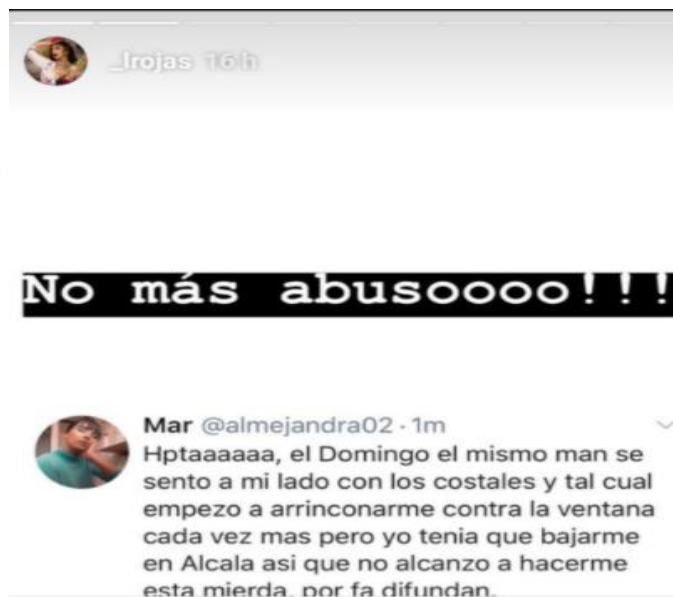 _lrojas 16 h
No más abusoooo!!!
Mar @almejandra02 · 1m
Hptaaaaaa, el Domingo el mismo man se
sento a mi lado con los costales y tal cual
empezo a arrinconarme contra la ventana
cada vez mas pero yo tenia que bajarme
en Alcala asi que no alcanzo a hacerme
esta mierda, por fa difundan.